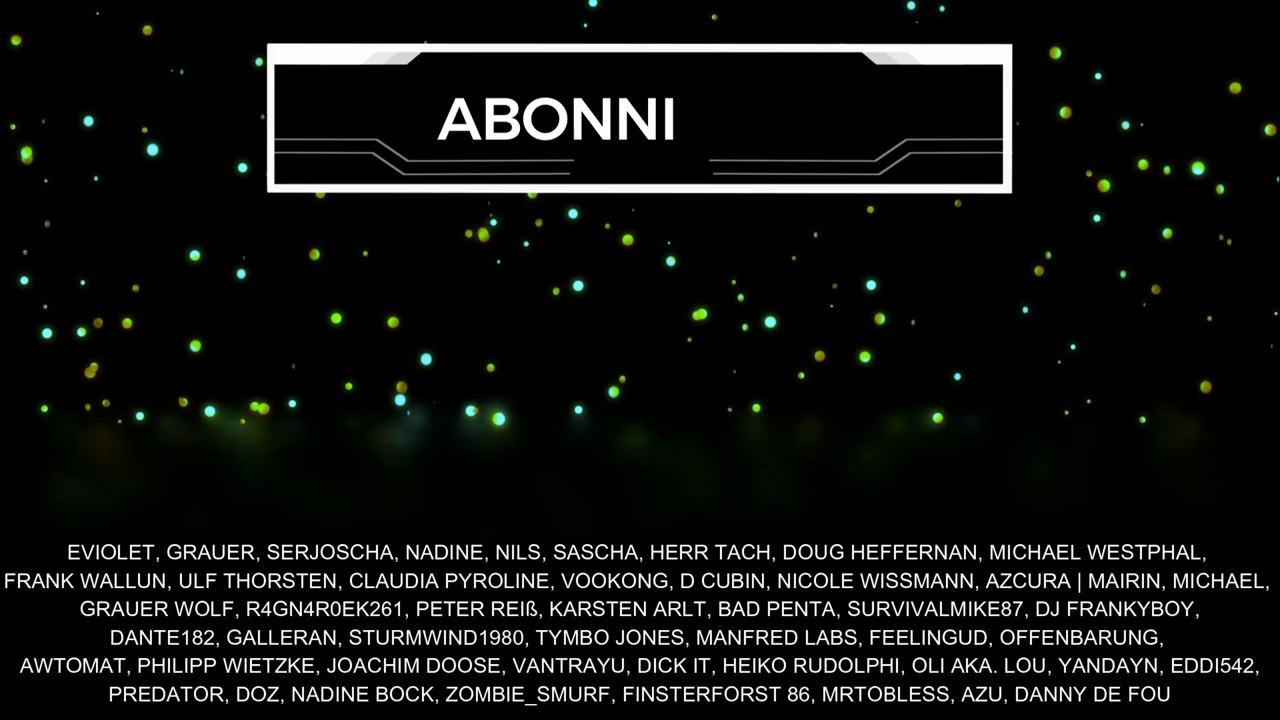 ABONNI
EVIOLET, GRAUER, SERJOSCHA, NADINE, NILS, SASCHA, HERR TACH, DOUG HEFFERNAN, MICHAEL WESTPHAL,
FRANK WALLUN, ULF THORSTEN, CLAUDIA PYROLINE, VOOKONG, D CUBIN, NICOLE WISSMANN, AZCURA | MAIRIN, MICHAEL,
GRAUER WOLF, R4GN4R0EK261, PETER REIß, KARSTEN ARLT, BAD PENTA, SURVIVALMIKE87, DJ FRANKYBOY,
DANTE182, GALLERAN, STURMWIND1980, TYMBO JONES, MANFRED LABS, FEELINGUD, OFFENBARUNG,
AWTOMAT, PHILIPP WIETZKE, JOACHIM DOOSE, VANTRAYU, DICK IT, HEIKO RUDOLPHI, OLI AKA. LOU, YANDAYN, EDDI542,
PREDATOR, DOZ, NADINE BOCK, ZOMBIE_SMURF, FINSTERFORST 86, MRTOBLESS, AZU, DANNY DE FOU